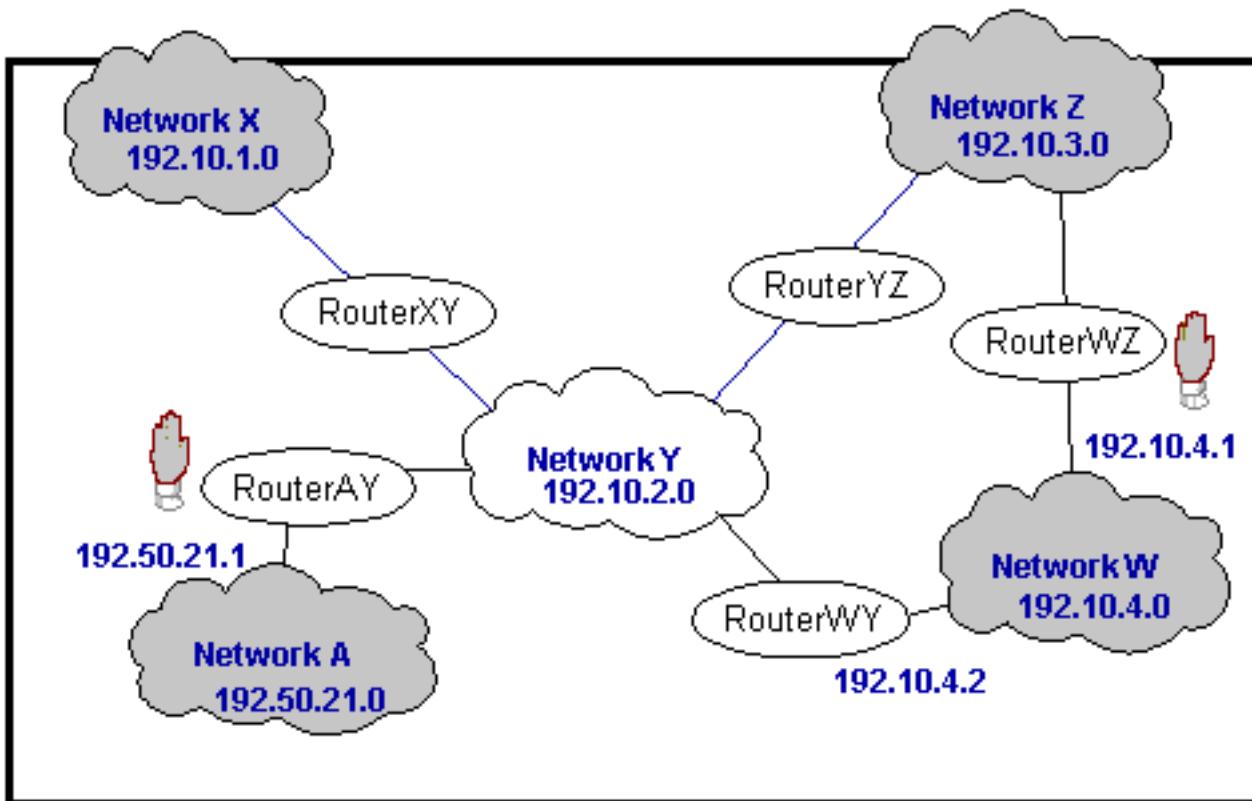 Network X
192.10.1.0
Network Z
192.10.3.0
RouterXY
RouterYZ
RouterWZ
192.10.4.1
Network Y
192.10.2.0
RouterAY
192.50.21.1
Network W
192.10.4.0
RouterWY
192.10.4.2
Network A
192.50.21.0